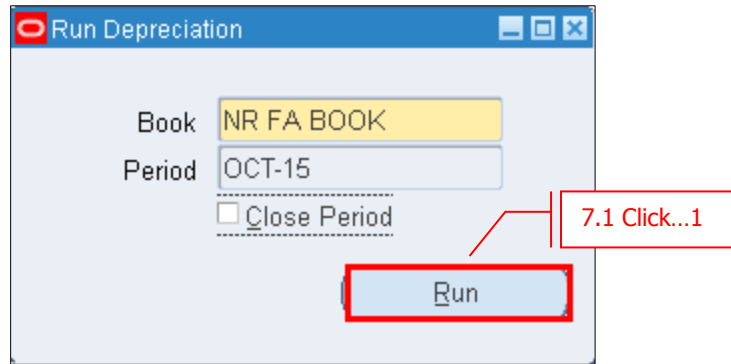 Run Depreciation
Book NR FA BOOK
Period OCT-15
Close Period
7.1 Click...1
Run